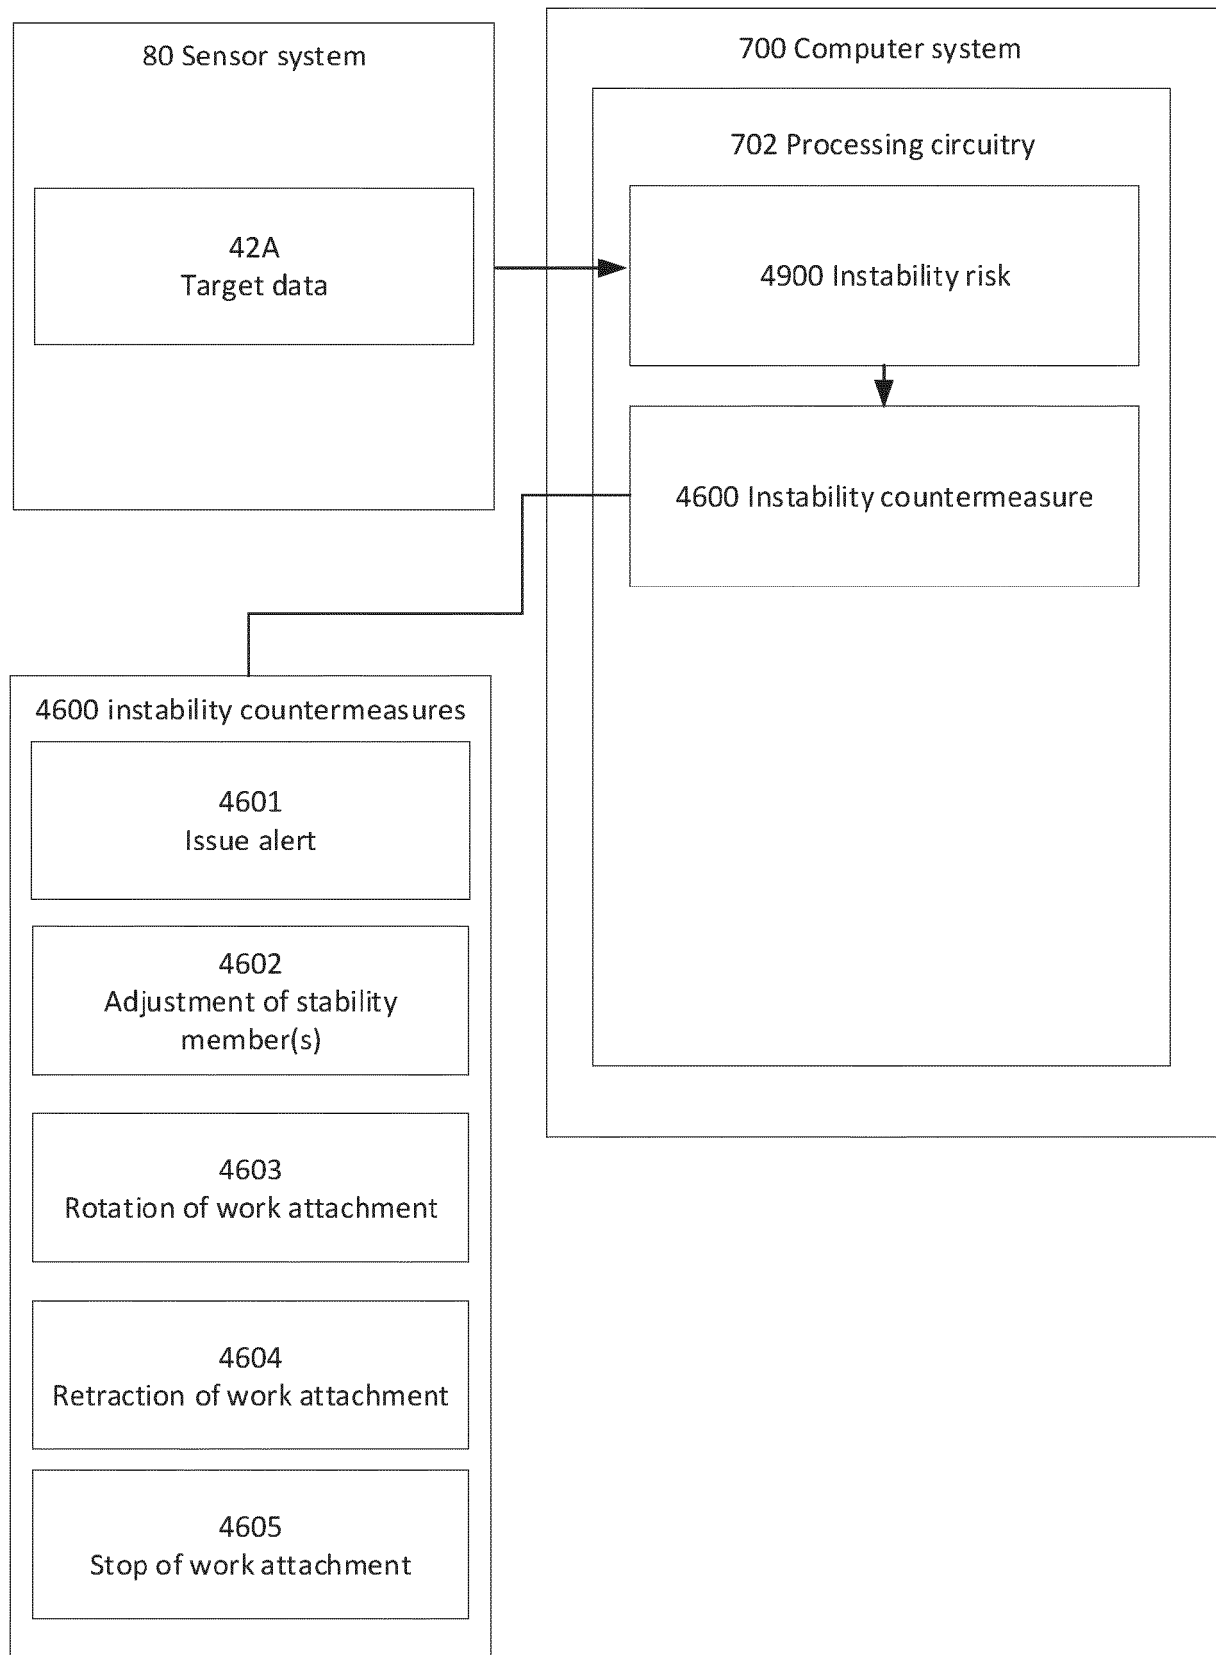 80 Sensor system
42A
Target data
700 Computer system
702 Processing circuitry
4900 Instability risk
4600 Instability countermeasure
4600 instability countermeasures
4601
Issue alert
4602
Adjustment of stability
member(s)
4603
Rotation of work attachment
4604
Retraction of work attachment
4605
Stop of work attachment